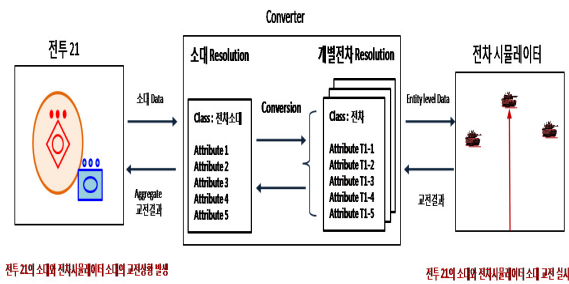 Converter
전투 21
소대 Resolution
개별전차 Resolution
전차 시뮬레이터
소대 Data
Class : 전차소대
Conversion
Class : 전차
Entity level Data
Attribute 1
Attribute 2
Attribute 3
Attribute 4
Attribute 5
Attribute T1-1
Attribute T1-2
Attribute T1-3
Attribute T1-4
Attribute T1-5
Aggregate
교전결과
교전결과
전투 21의 소대와 전차시뮬레이터 소대의 교전상황 발생
전투 21의 소대와 전차시뮬레이터 소대 교전 실시